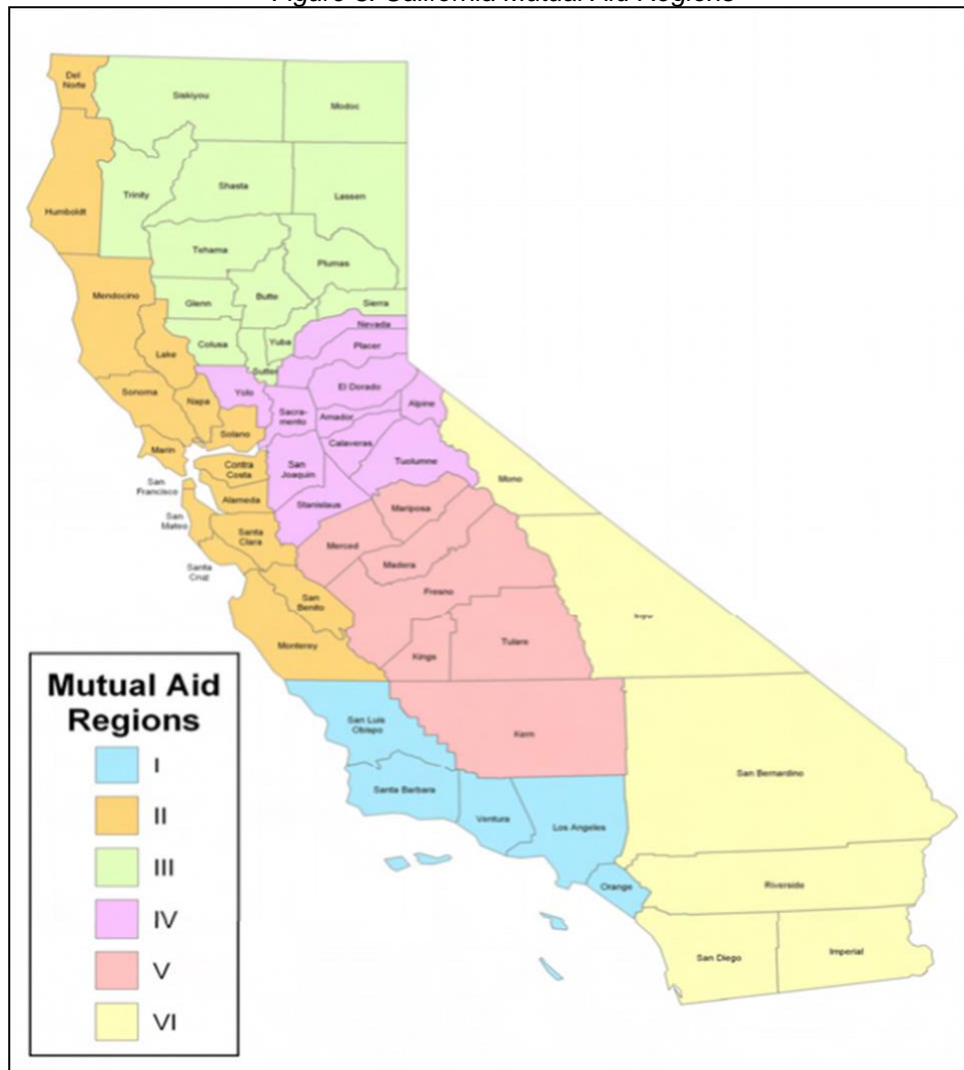 Figure 3. California Mutual Aid Regions
Del
Norte
Siskiyou
Modoc
Humboldt
Trinity
Shasta
Lassen
Tehama
Plumas
Mendocino
Glenn
Butte
Sierra
Lake
Colusa
Yuba
Sutter
Nevada
Placer
Sonoma
Napa
Yolo
El Dorado
Sacra-
mento
Amador
Alpine
Solano
Marin
Calaveras
Contra
Costa
San
Joaquin
Tuolumne
San
Francisco
Alameda
Stanislaus
Mono
San
Mateo
Santa
Clara
Mariposa
Merced
Santa
Cruz
Madera
Fresno
San
Benito
Monterey
Kings
Tulare
Mutual Aid
Regions
I
II
III
IV
V
VI
San Luis
Obispo
Kern
Santa Barbara
Ventura
Los Angeles
San Bernardino
Orange
Riverside
San Diego
Imperial